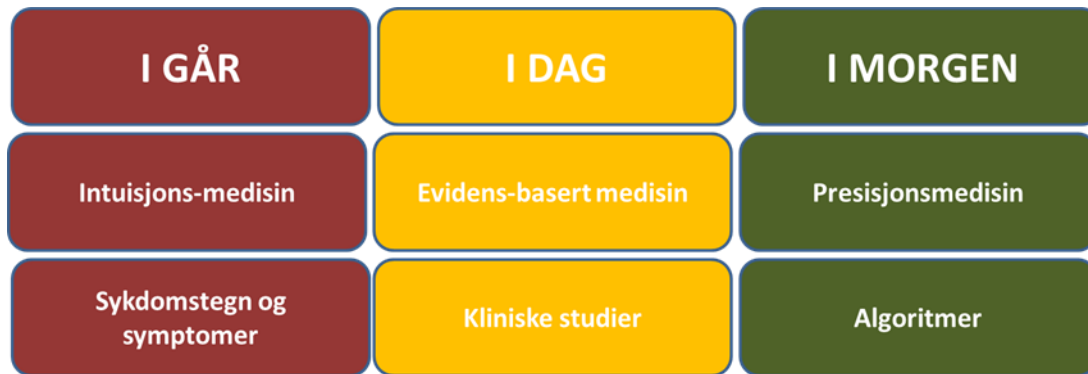 I GÅR
I DAG
I MORGEN
Intuisjons-medisin
Evidens-basert medisin
Presisjonsmedisin
Sykdomstegn og
symptomer
Kliniske studier
Algoritmer